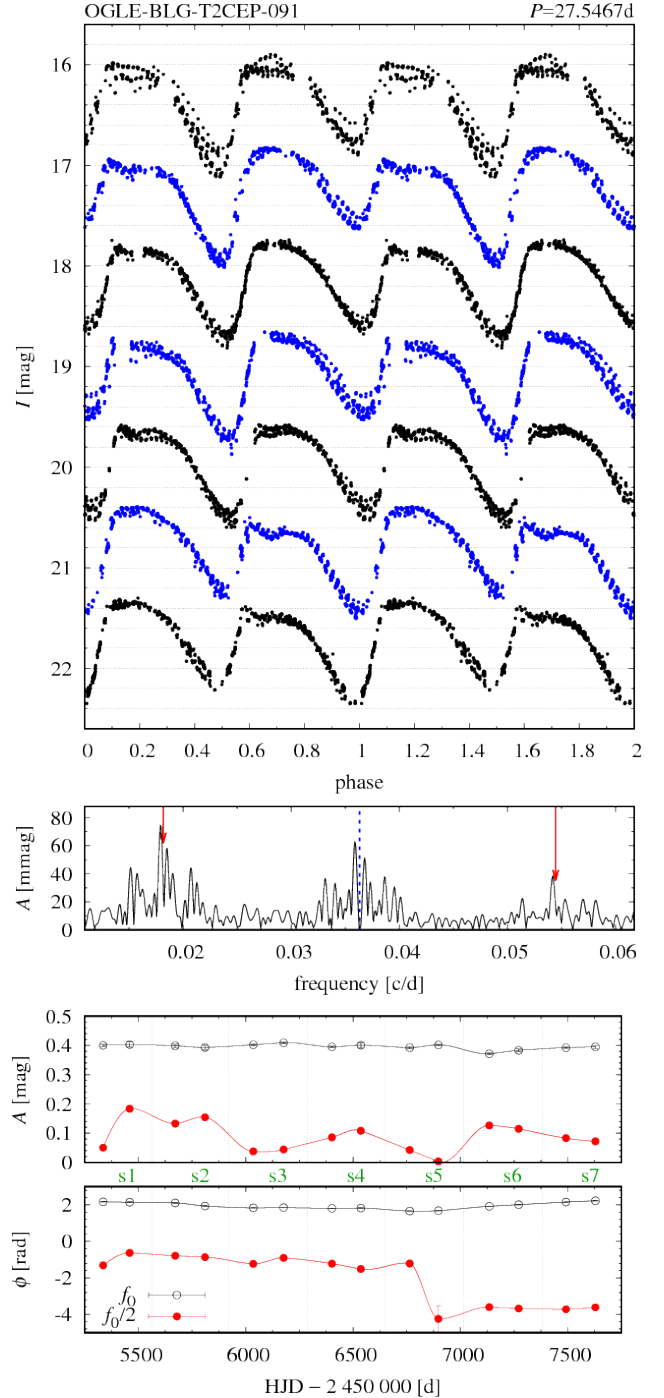 OGLE-BLG-T2CEP-091 P=27.5467d
16
17
18
19
20
21
22
I [mag]
0 0.2 0.4 0.6 0.8 1 1.2 1.4 1.6 1.8 2
phase
80
60
40
20
0
A [mmag]
0.02 0.03 0.04 0.05 0.06
frequency [c/d]
0.5
0.4
0.3
0.2
0.1
0
A [mag]
s1 s2 s3 s4 s5 s6 s7
2
0
-2
-4
ϕ [rad]
f₀
f₀/2
5500 6000 6500 7000 7500
HJD − 2 450 000 [d]